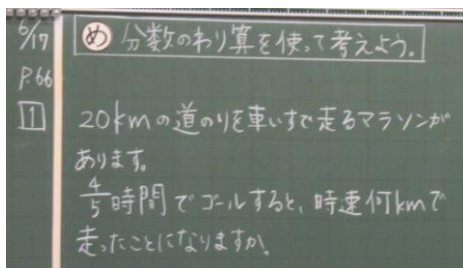 6/17
P.66
1
め 分数のわり算を使って考えよう。
20kmの道のりを車いすで走るマラソンが
あります。
4/5時間でゴールすると、時速何kmで
走ったことになりますか。